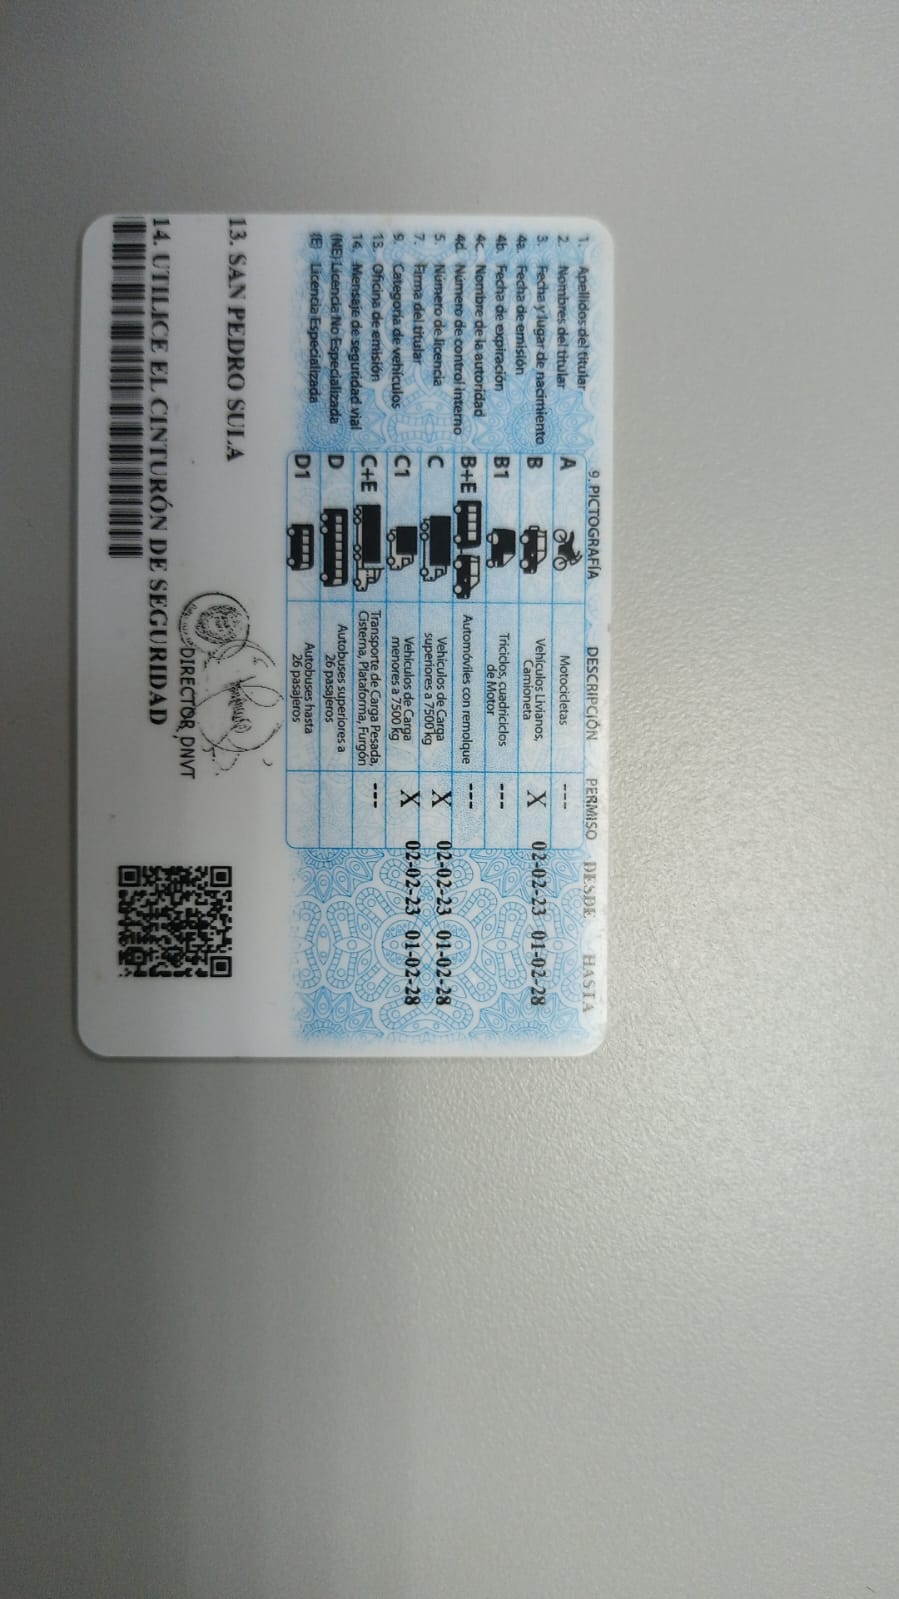 1. Apellidos del titular
2. Nombres del titular
3. Fecha y lugar de nacimiento
4a. Fecha de emisión
4b. Fecha de expiración
4c. Nombre de la autoridad
4d. Número de control interno
5. Número de licencia
7. Firma del titular
9. Categoría de vehículos
13. Oficina de emisión
14. Mensaje de seguridad vial
(NE) Licencia No Especializada
(E) Licencia Especializada
9. PICTOGRAFÍA DESCRIPCIÓN PERMISO DESDE HASTA
A Motocicletas ---
B Vehículos Livianos, Camioneta X 02-02-23 01-02-28
B1 Triciclos, cuadriciclos de Motor ---
B+E Automóviles con remolque ---
C Vehículos de Carga superiores a 7500 kg X 02-02-23 01-02-28
C1 Vehículos de Carga menores a 7500 kg X 02-02-23 01-02-28
C+E Transporte de Carga Pesada, Cisterna, Plataforma, Furgón ---
D Autobuses superiores a 26 pasajeros
D1 Autobuses hasta 26 pasajeros
13. SAN PEDRO SULA
DIRECTOR DNVT
14. UTILICE EL CINTURÓN DE SEGURIDAD